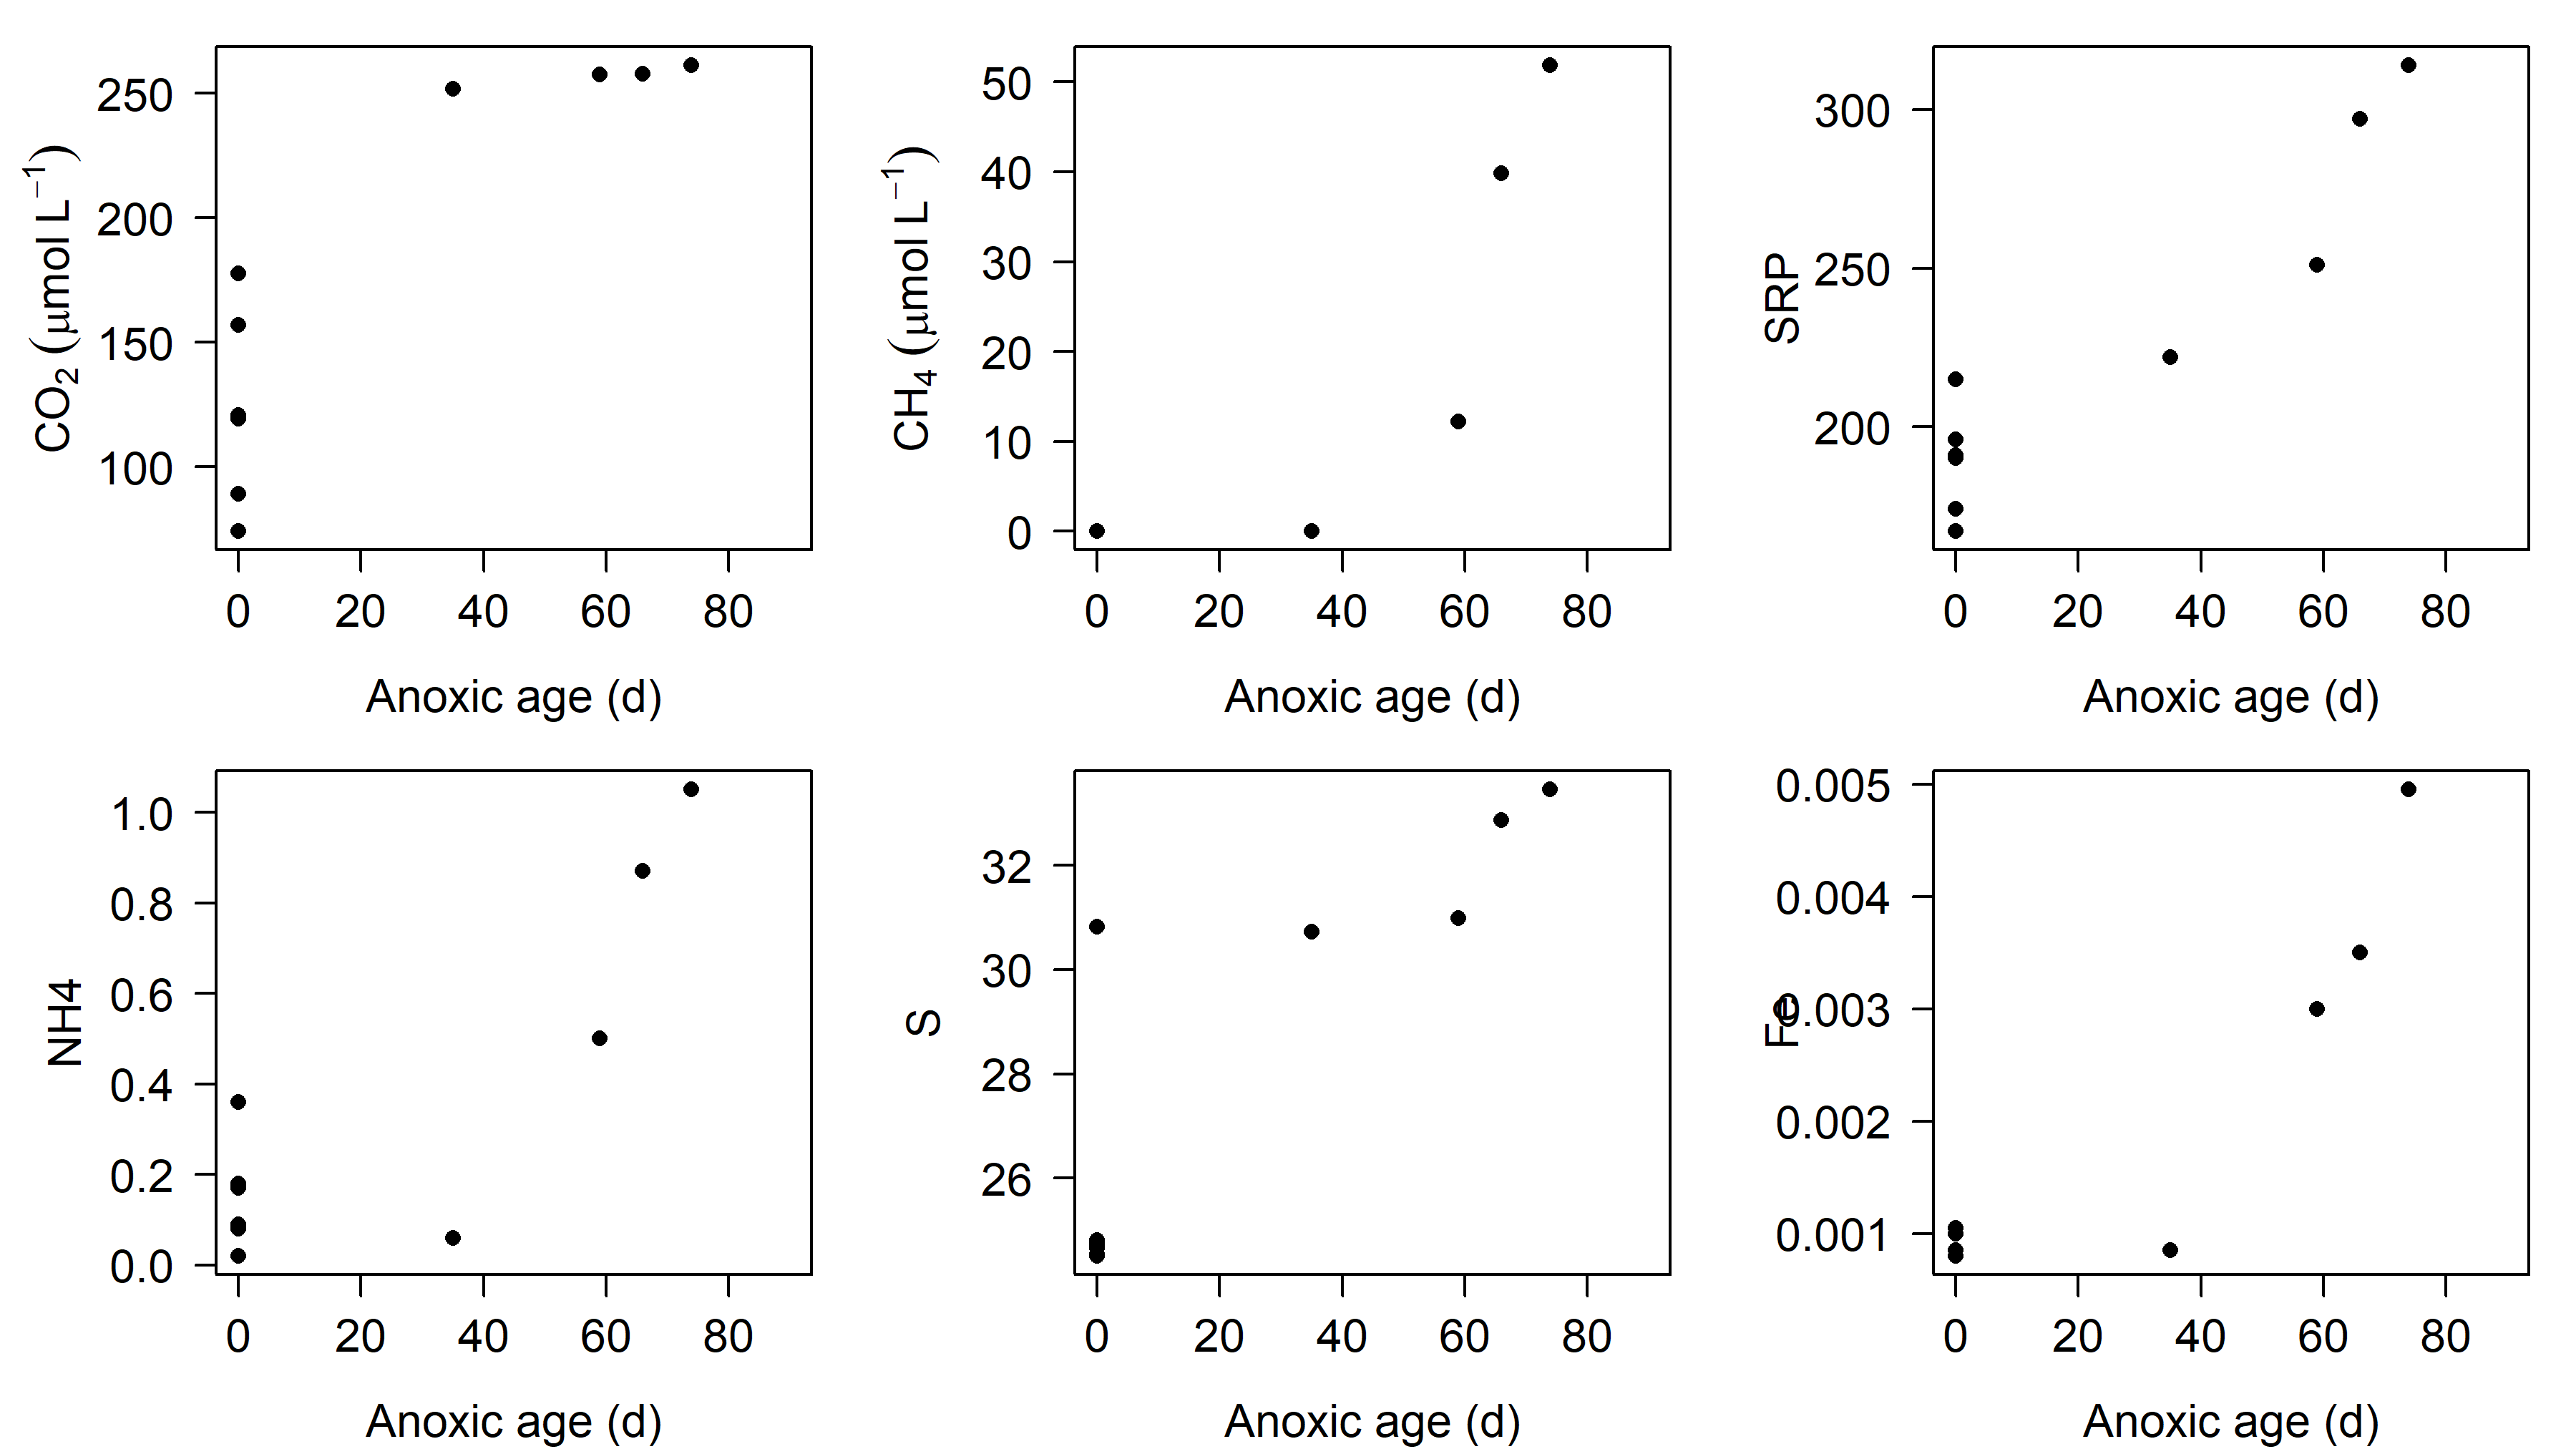 CO₂ (μmol L⁻¹)
250
200
150
100
0 20 40 60 80
Anoxic age (d)
CH₄ (μmol L⁻¹)
50
40
30
20
10
0
0 20 40 60 80
Anoxic age (d)
SRP
300
250
200
0 20 40 60 80
Anoxic age (d)
NH4
1.0
0.8
0.6
0.4
0.2
0.0
0 20 40 60 80
Anoxic age (d)
S
32
30
28
26
0 20 40 60 80
Anoxic age (d)
Fe
0.005
0.004
0.003
0.002
0.001
0 20 40 60 80
Anoxic age (d)